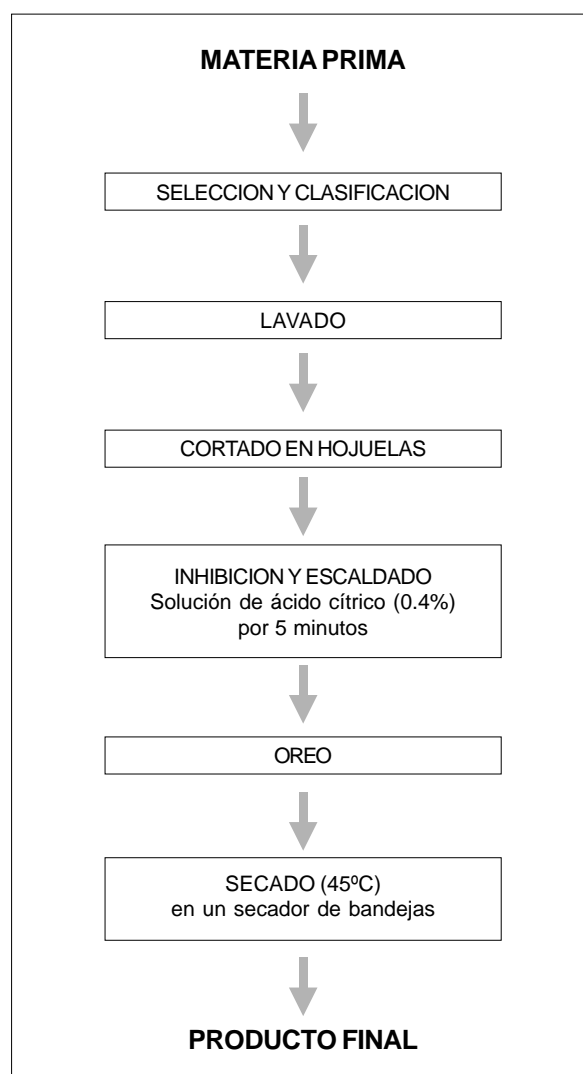 MATERIA PRIMA
SELECCION Y CLASIFICACION
LAVADO
CORTADO EN HOJUELAS
INHIBICION Y ESCALDADO
Solución de ácido cítrico (0.4%)
por 5 minutos
OREO
SECADO (45ºC)
en un secador de bandejas
PRODUCTO FINAL